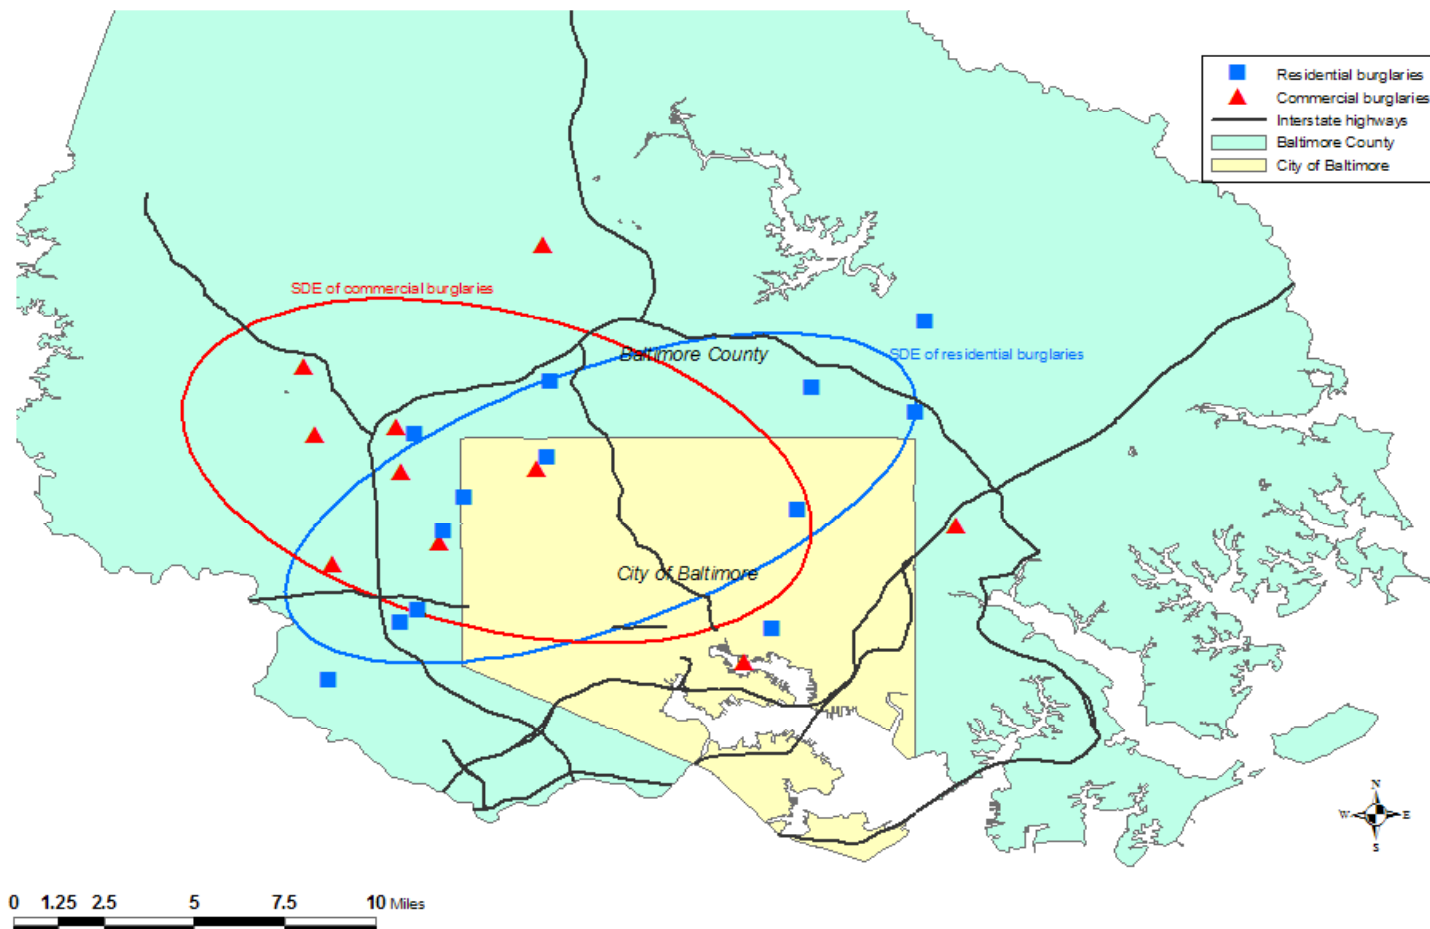 Residential burglaries
Commercial burglaries
Interstate highways
Baltimore County
City of Baltimore
SDE of commercial burglaries
Baltimore County
SDE of residential burglaries
City of Baltimore
N
W E
S
0 1.25 2.5 5 7.5 10 Miles